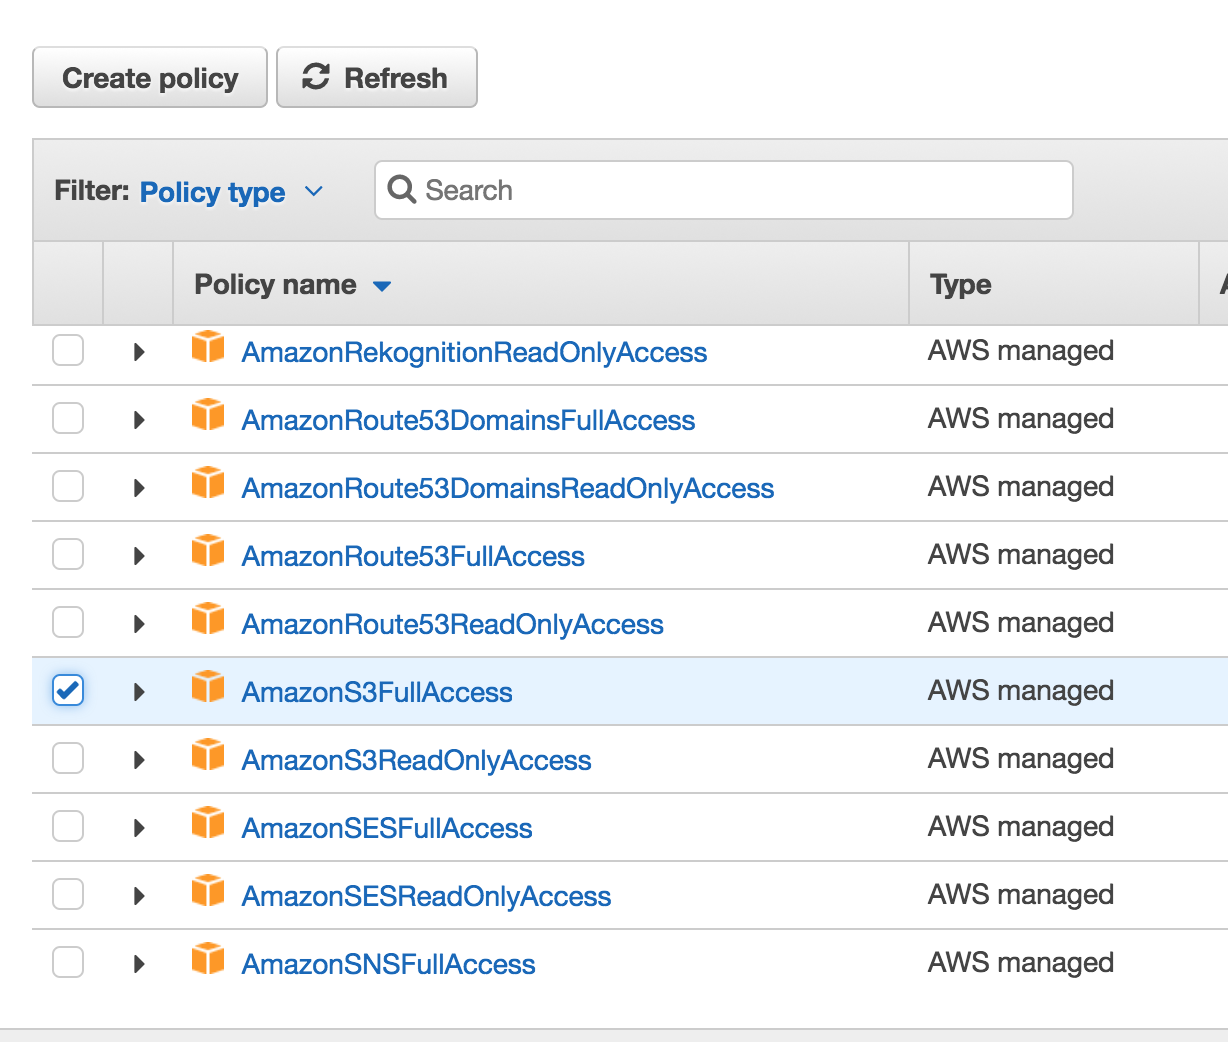 Create policy Refresh
Filter: Policy type Search
Policy name Type
AmazonRekognitionReadOnlyAccess AWS managed
AmazonRoute53DomainsFullAccess AWS managed
AmazonRoute53DomainsReadOnlyAccess AWS managed
AmazonRoute53FullAccess AWS managed
AmazonRoute53ReadOnlyAccess AWS managed
AmazonS3FullAccess AWS managed
AmazonS3ReadOnlyAccess AWS managed
AmazonSESFullAccess AWS managed
AmazonSESReadOnlyAccess AWS managed
AmazonSNSFullAccess AWS managed